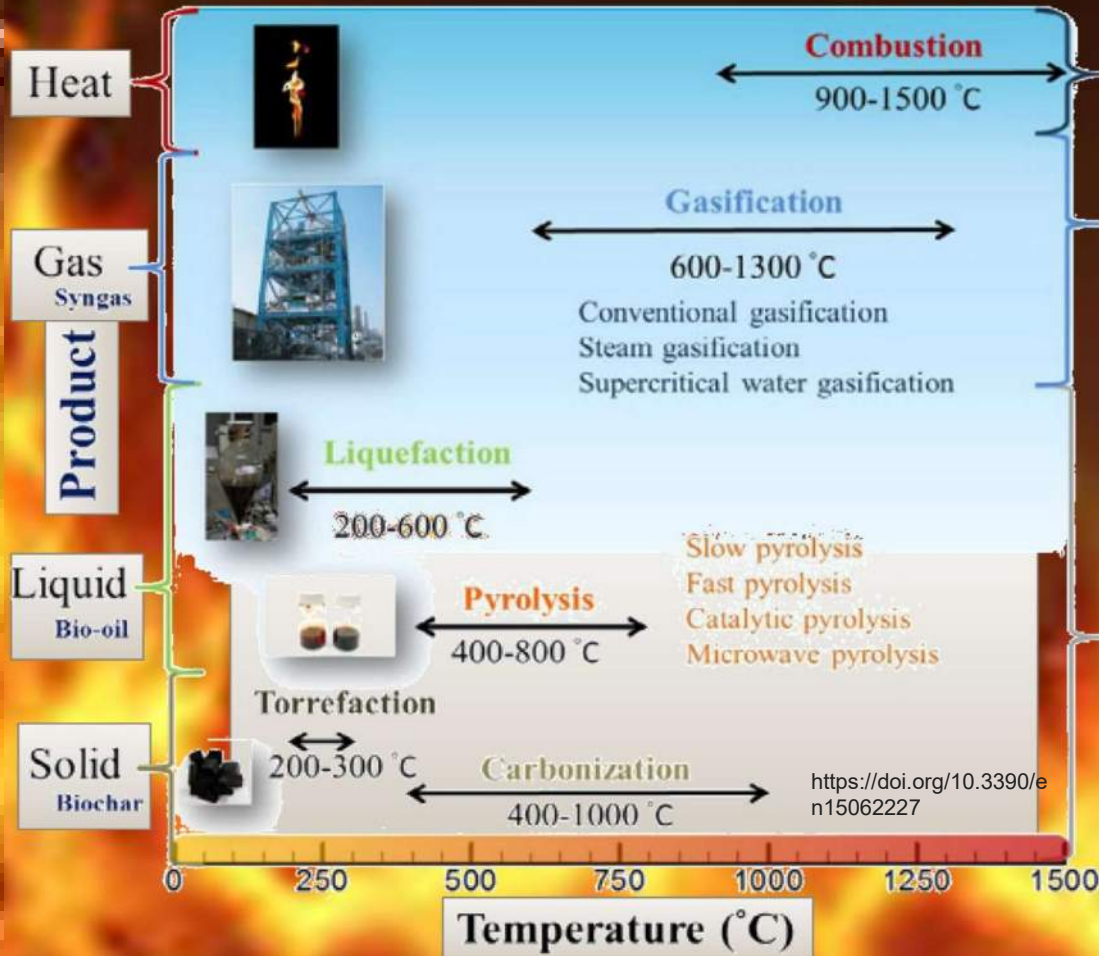 Heat
Combustion
900-1500 °C
Gas
Syngas
Gasification
600-1300 °C
Conventional gasification
Steam gasification
Supercritical water gasification
Product
Liquefaction
200-600 °C
Liquid
Bio-oil
Pyrolysis
400-800 °C
Slow pyrolysis
Fast pyrolysis
Catalytic pyrolysis
Microwave pyrolysis
Torrefaction
200-300 °C
Solid
Biochar
Carbonization
400-1000 °C
https://doi.org/10.3390/e
n15062227
0 250 500 750 1000 1250 1500
Temperature (°C)